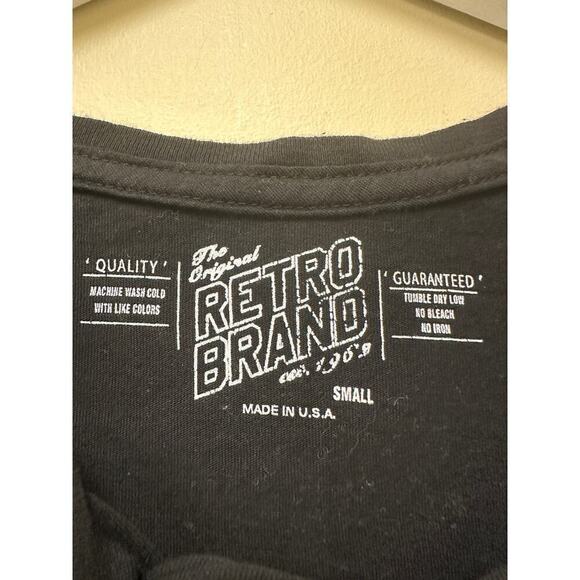 ' QUALITY '
MACHINE WASH COLD
WITH LIKE COLORS
The
Original
RETRO
BRAND
est. 1969
SMALL
MADE IN U.S.A.
' GUARANTEED '
TUMBLE DRY LOW
NO BLEACH
NO IRON